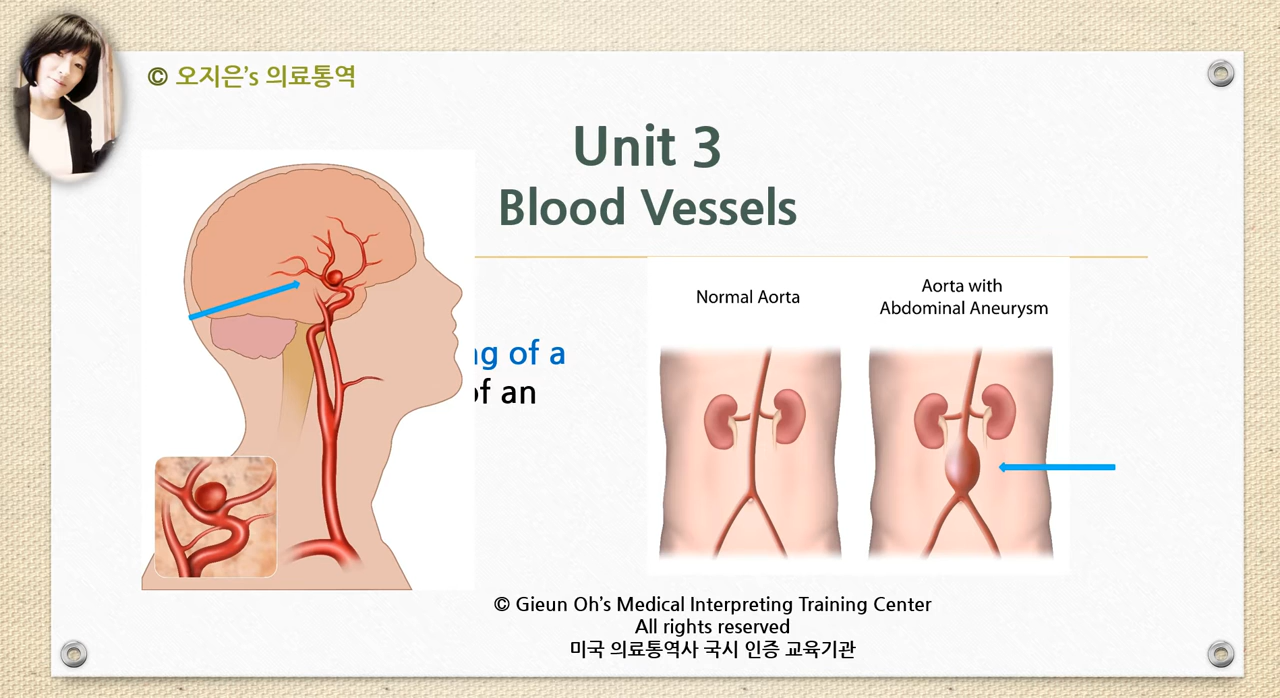 © 오지은's 의료통역
Unit 3
Blood Vessels
of a
an
Normal Aorta
Aorta with
Abdominal Aneurysm
© Gieun Oh's Medical Interpreting Training Center
All rights reserved
미국 의료통역사 국시 인증 교육기관